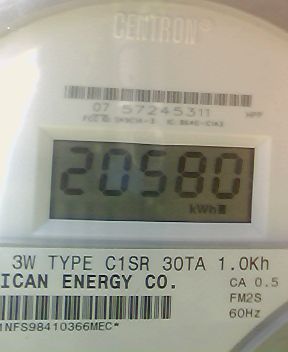 CENTRON®
07 57245311
20580
kWh
3W TYPE C1SR 30TA 1.0Kh
ICAN ENERGY CO.
CA 0.5
FM2S
60Hz
1NFS98410366MEC*